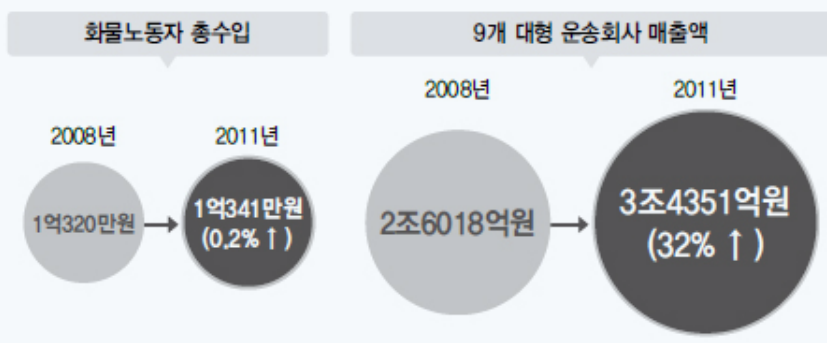 화물노동자 총수입
2008년
2011년
1억320만원
1억341만원
(0.2% ↑)
9개 대형 운송회사 매출액
2008년
2011년
2조6018억원
3조4351억원
(32% ↑)